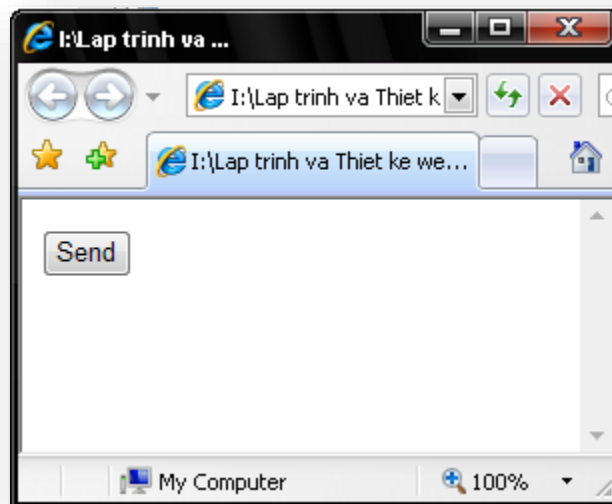 I:\Lap trinh va ...
I:\Lap trinh va Thiet k
I:\Lap trinh va Thiet ke we...
Send
My Computer
100%